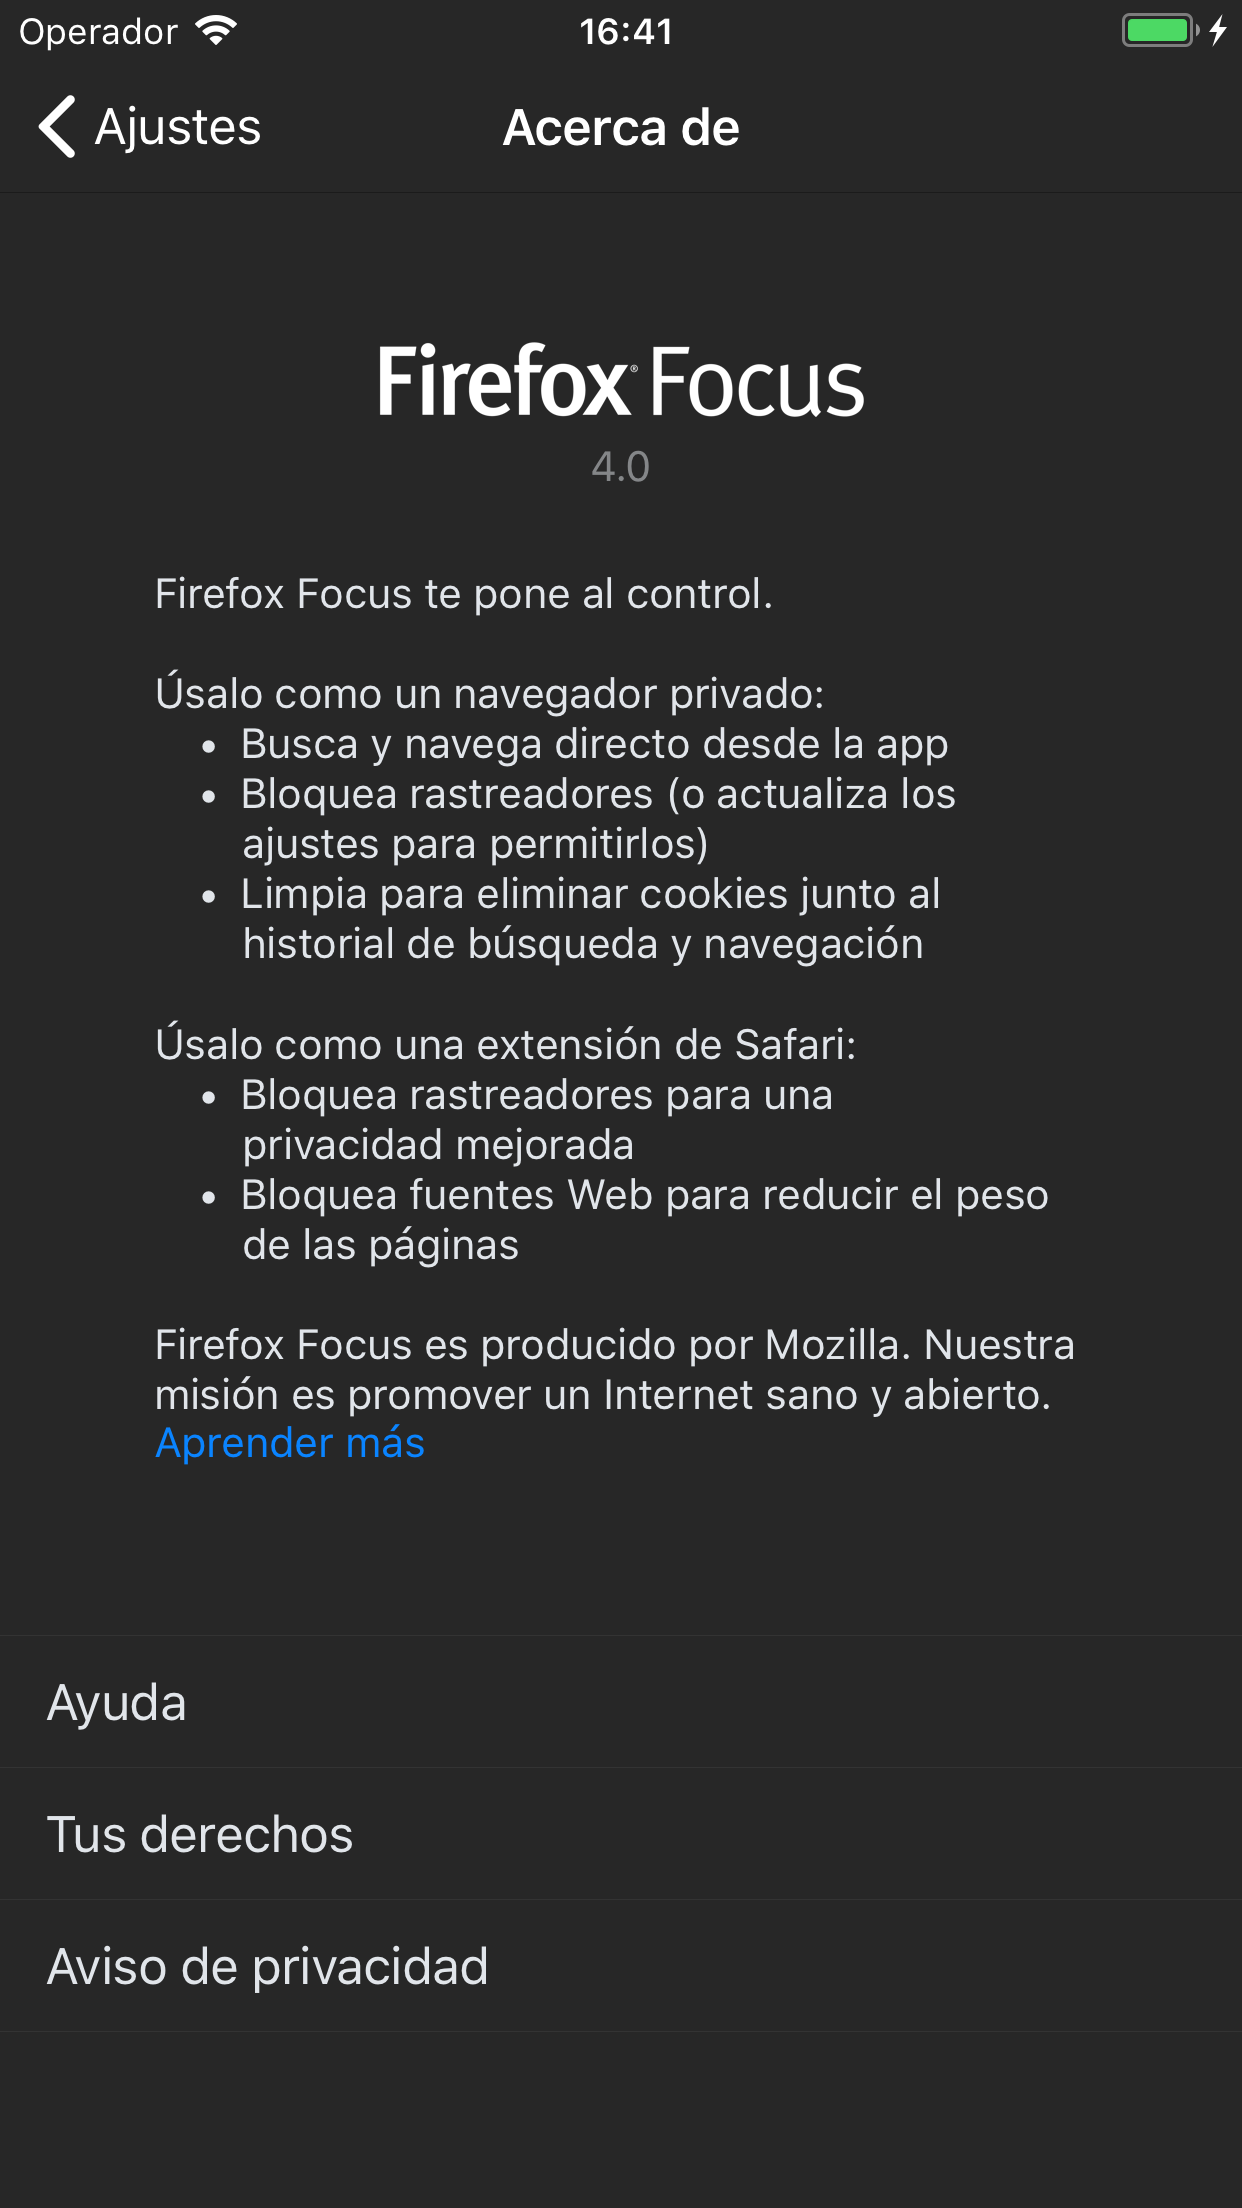 Operador
16:41
Ajustes
Acerca de
Firefox® Focus
4.0
Firefox Focus te pone al control.
Úsalo como un navegador privado:
• Busca y navega directo desde la app
• Bloquea rastreadores (o actualiza los
ajustes para permitirlos)
• Limpia para eliminar cookies junto al
historial de búsqueda y navegación
Úsalo como una extensión de Safari:
• Bloquea rastreadores para una
privacidad mejorada
• Bloquea fuentes Web para reducir el peso
de las páginas
Firefox Focus es producido por Mozilla. Nuestra
misión es promover un Internet sano y abierto.
Aprender más
Ayuda
Tus derechos
Aviso de privacidad